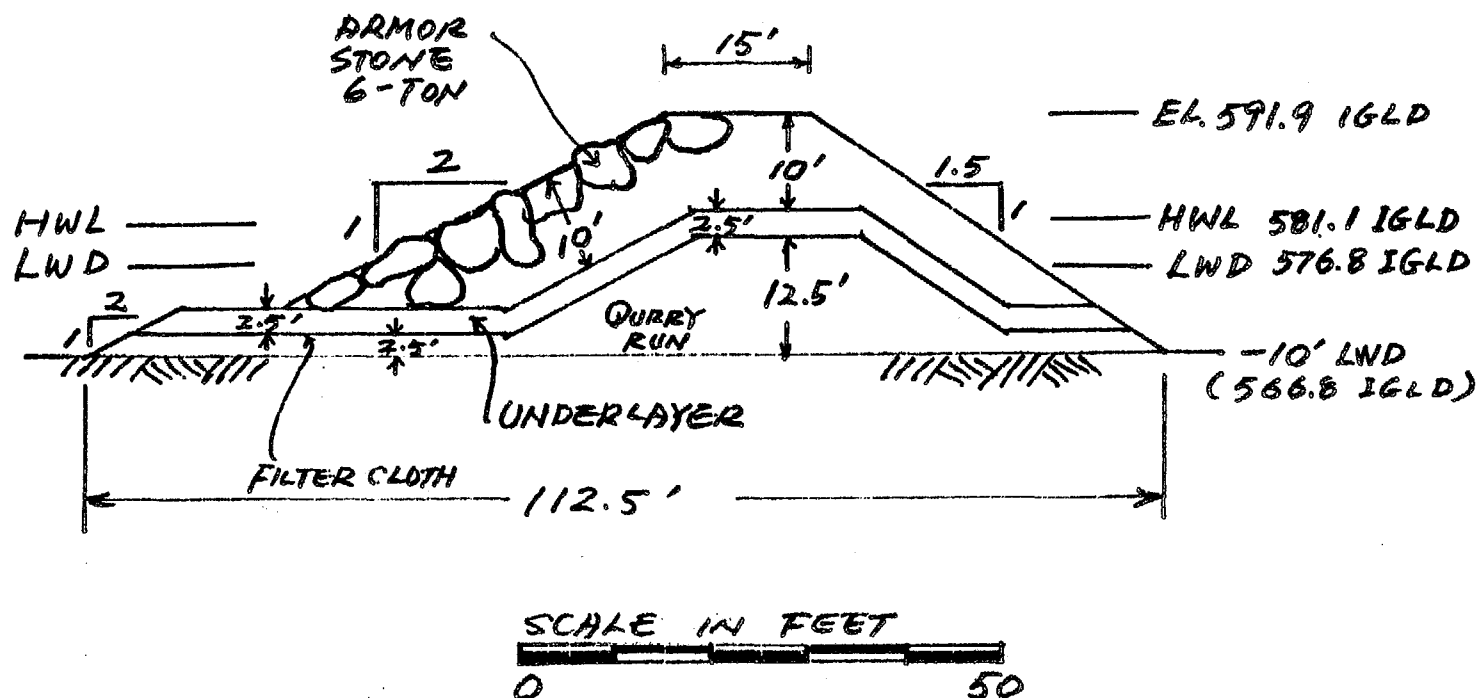 ARMOR
STONE
6-TON
15'
EL. 591.9 IGLD
2
1
10'
10'
1.5
1
HWL
LWD
HWL 581.1 IGLD
LWD 576.8 IGLD
2.5'
12.5'
2
1
2.5'
2.5'
QURRY
RUN
-10' LWD
(566.8 IGLD)
UNDERLAYER
FILTER CLOTH
112.5'
SCALE IN FEET
0 50